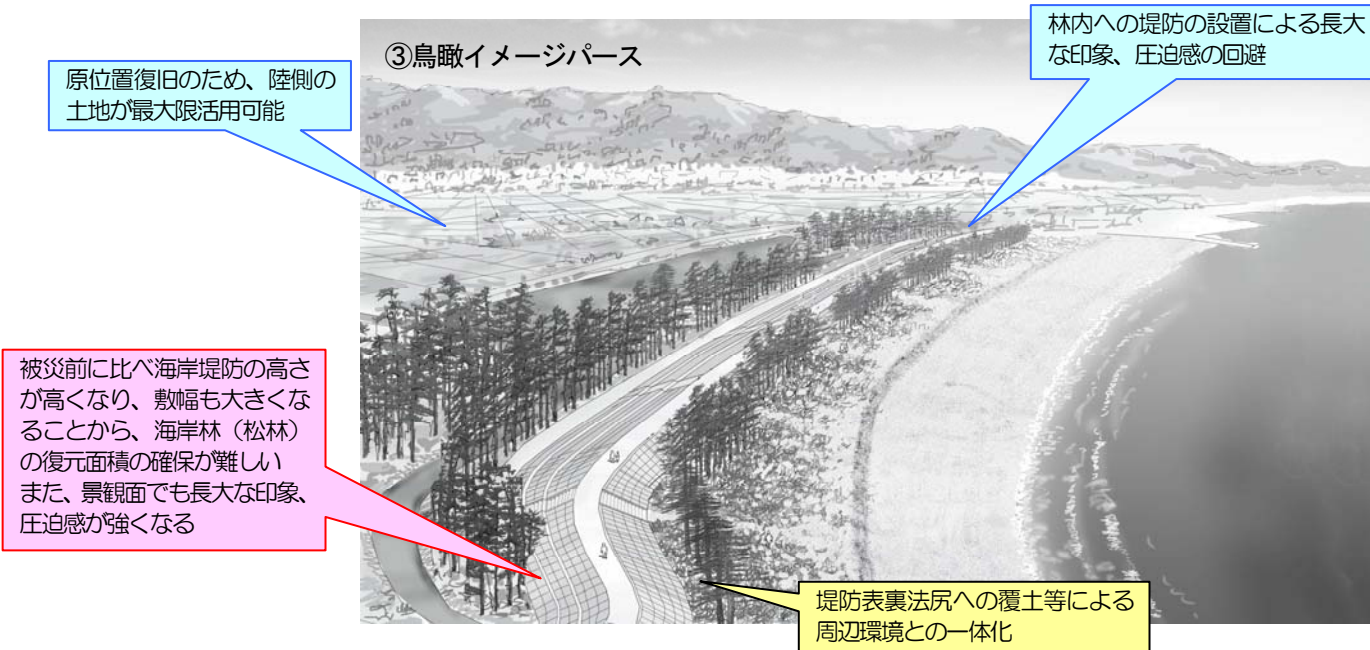 ③鳥瞰イメージパース
林内への堤防の設置による長大
な印象、圧迫感の回避
原位置復旧のため、陸側の
土地が最大限活用可能
被災前に比べ海岸堤防の高さ
が高くなり、敷幅も大きくな
ることから、海岸林（松林）
の復元面積の確保が難しい
また、景観面でも長大な印象、
圧迫感が強くなる
堤防表裏法尻への覆土等による
周辺環境との一体化